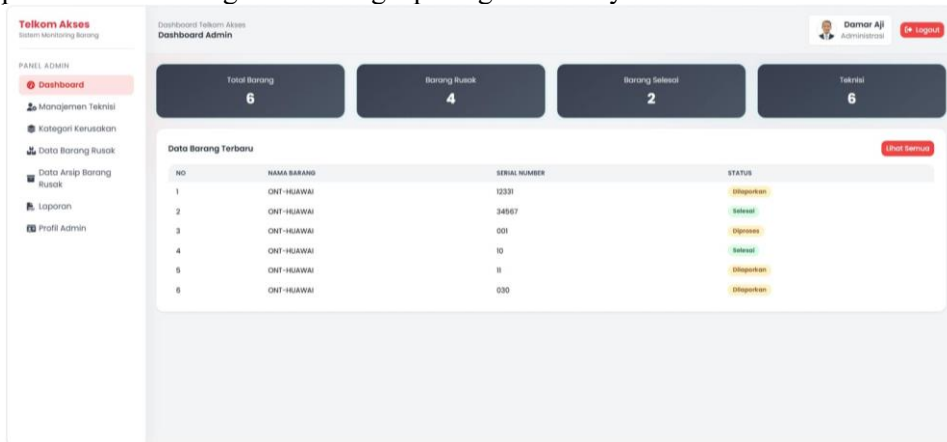 Telkom Akses
Sistem Monitoring Barang
Dashboard Telkom Akses
Dashboard Admin
Damar Aji
Administrasi
Logout
PANEL ADMIN
Dashboard
Manajemen Teknisi
Kategori Kerusakan
Data Barang Rusak
Data Arsip Barang
Rusak
Laporan
Profil Admin
Total Barang
6
Barang Rusak
4
Barang Selesai
2
Teknisi
6
Data Barang Terbaru
Lihat Semua
NO NAMA BARANG SERIAL NUMBER STATUS
1 ONT-HUAWAI 12331 Dilaporkan
2 ONT-HUAWAI 34567 Selesai
3 ONT-HUAWAI 001 Diproses
4 ONT-HUAWAI 10 Selesai
5 ONT-HUAWAI 11 Dilaporkan
6 ONT-HUAWAI 030 Dilaporkan